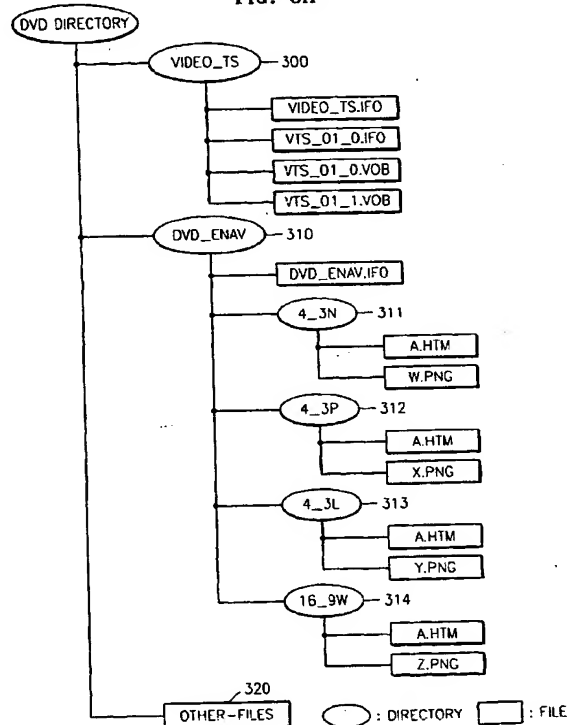 DVD DIRECTORY
VIDEO_TS 300
VIDEO_TS.IFO
VTS_01_0.IFO
VTS_01_0.VOB
VTS_01_1.VOB
DVD_ENAV 310
DVD_ENAV.IFO
4_3N 311
A.HTM
W.PNG
4_3P 312
A.HTM
X.PNG
4_3L 313
A.HTM
Y.PNG
16_9W 314
A.HTM
Z.PNG
320
OTHER-FILES : DIRECTORY : FILE